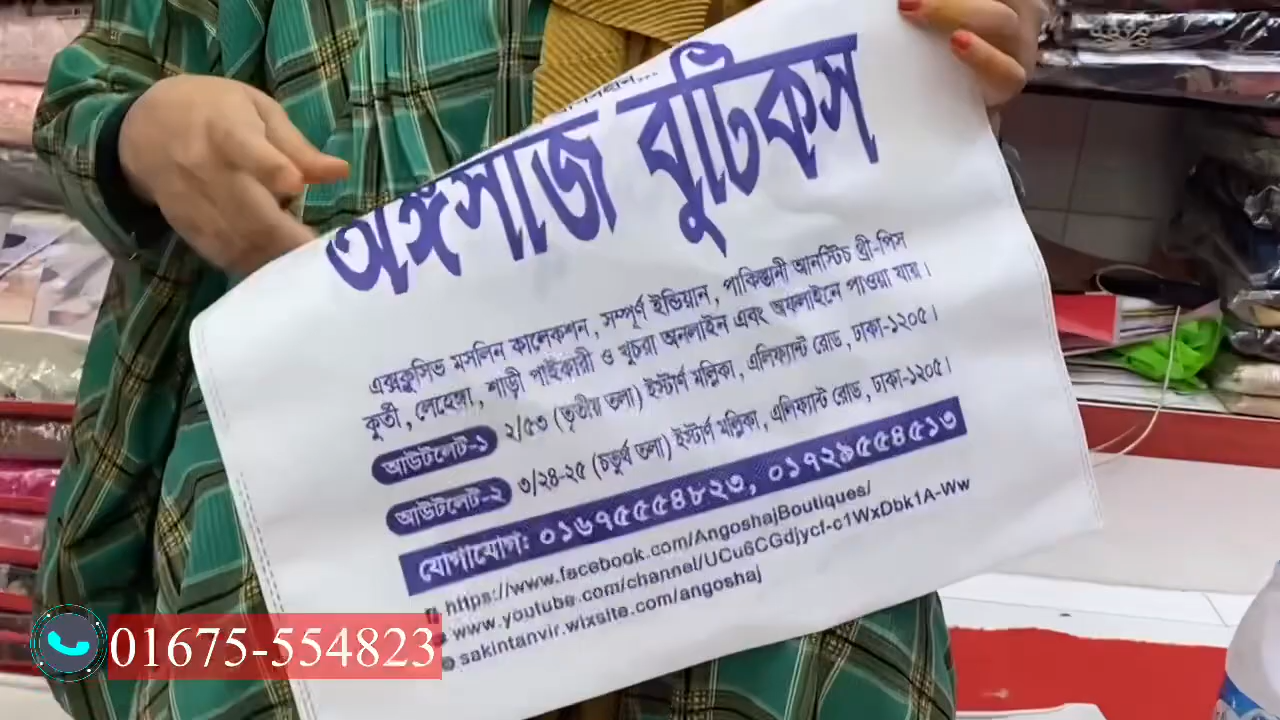 অঙ্গসাজ বুটিকস
এক্সক্লুসিভ মসলিন কালেকশন, সম্পূর্ণ ইন্ডিয়ান, পাকিস্তানী আনস্টিচ থ্রী-পিস
কুর্তী, লেহেঙ্গা, শাড়ী পাইকারী ও খুচরা অনলাইন এবং অফলাইনে পাওয়া যায়।
আউটলেট-১ ২/৫৩ (তৃতীয় তলা) ইস্টার্ণ মল্লিকা, এলিফ্যান্ট রোড, ঢাকা-১২০৫।
আউটলেট-২ ৩/২৪-২৫ (চতুর্থ তলা) ইস্টার্ণ মল্লিকা, এলিফ্যান্ট রোড, ঢাকা-১২০৫।
যোগাযোগ: ০১৬৭৫৫৫৪৮২৩, ০১৭২৯৫৫৪৫১৩
https://www.facebook.com/AngoshajBoutiques/
www.youtube.com/channel/UCu6CGdjycf-c1WxDbk1A-Ww
sakintanvir.wixsite.com/angoshaj
01675-554823